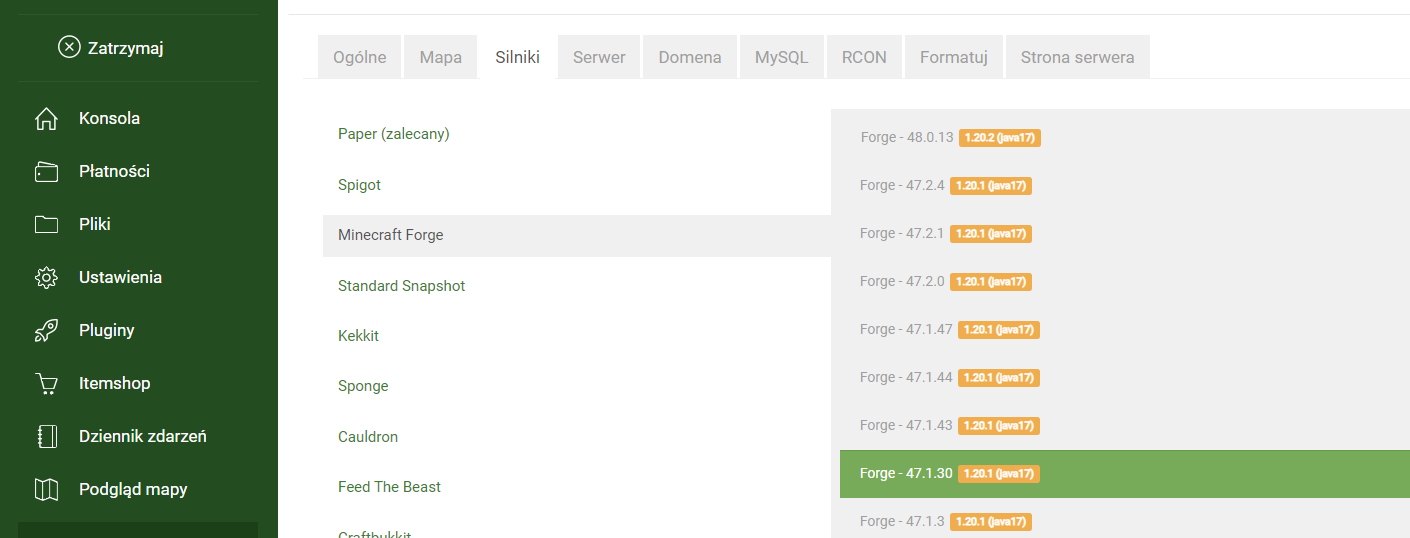 Zatrzymaj
Konsola
Płatności
Pliki
Ustawienia
Pluginy
Itemshop
Dziennik zdarzeń
Podgląd mapy
Ogólne Mapa Silniki Serwer Domena MySQL RCON Formatuj Strona serwera
Paper (zalecany)
Spigot
Minecraft Forge
Standard Snapshot
Kekkit
Sponge
Cauldron
Feed The Beast
Craftbukkit
Forge - 48.0.13 1.20.2 (java17)
Forge - 47.2.4 1.20.1 (java17)
Forge - 47.2.1 1.20.1 (java17)
Forge - 47.2.0 1.20.1 (java17)
Forge - 47.1.47 1.20.1 (java17)
Forge - 47.1.44 1.20.1 (java17)
Forge - 47.1.43 1.20.1 (java17)
Forge - 47.1.30 1.20.1 (java17)
Forge - 47.1.3 1.20.1 (java17)